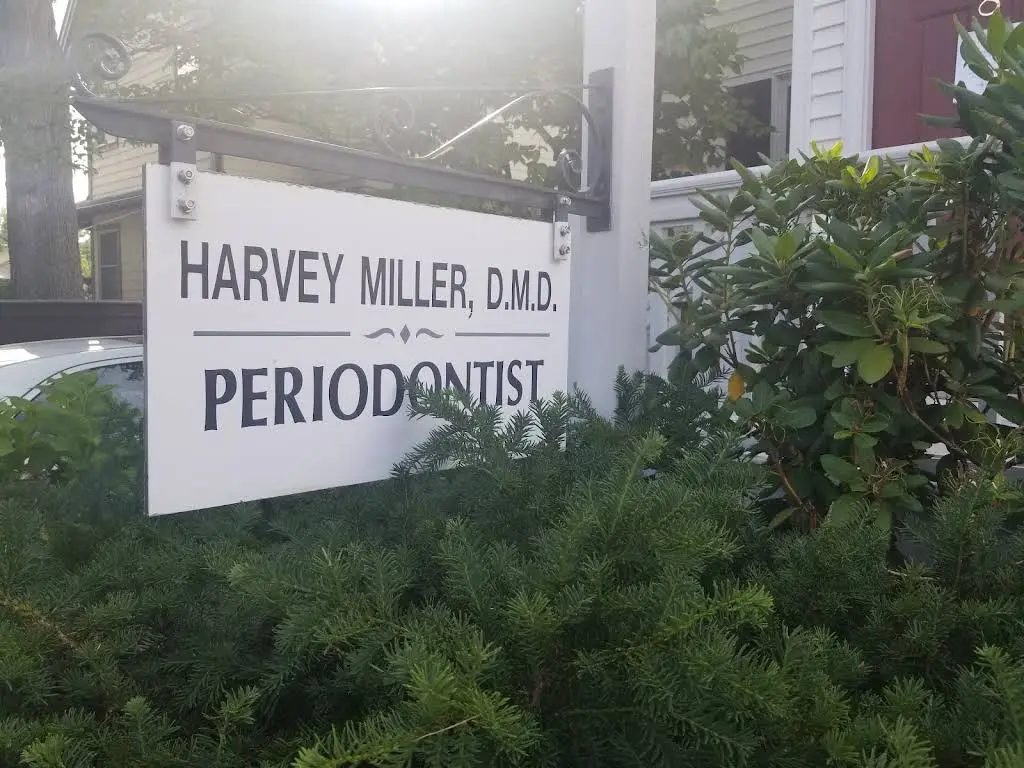 HARVEY MILLER, D.M.D.
PERIODONTIST